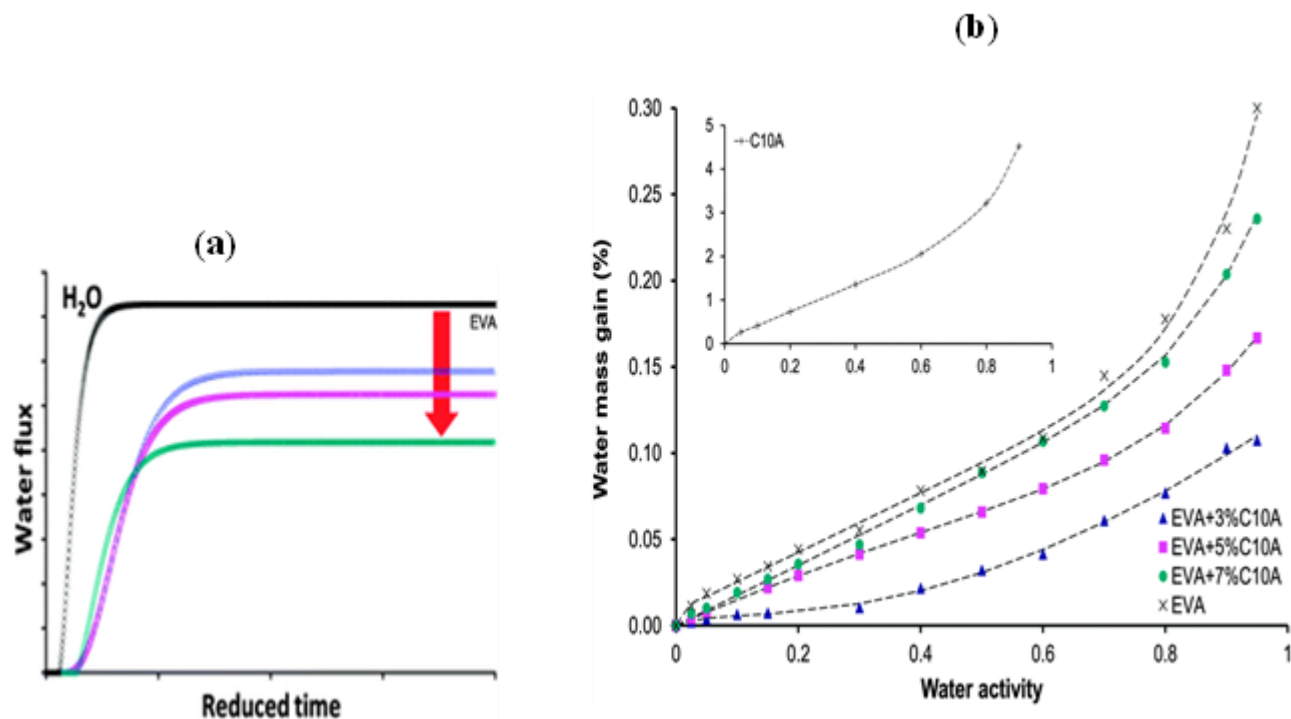 (a)
H₂O
EVA
Water flux
Reduced time
(b)
0.30
0.25
0.20
0.15
0.10
0.05
0.00
Water mass gain (%)
5
4
3
2
1
0
C10A
0
0.2
0.4
0.6
0.8
1
EVA+3%C10A
EVA+5%C10A
EVA+7%C10A
EVA
0
0.2
0.4
0.6
0.8
1
Water activity